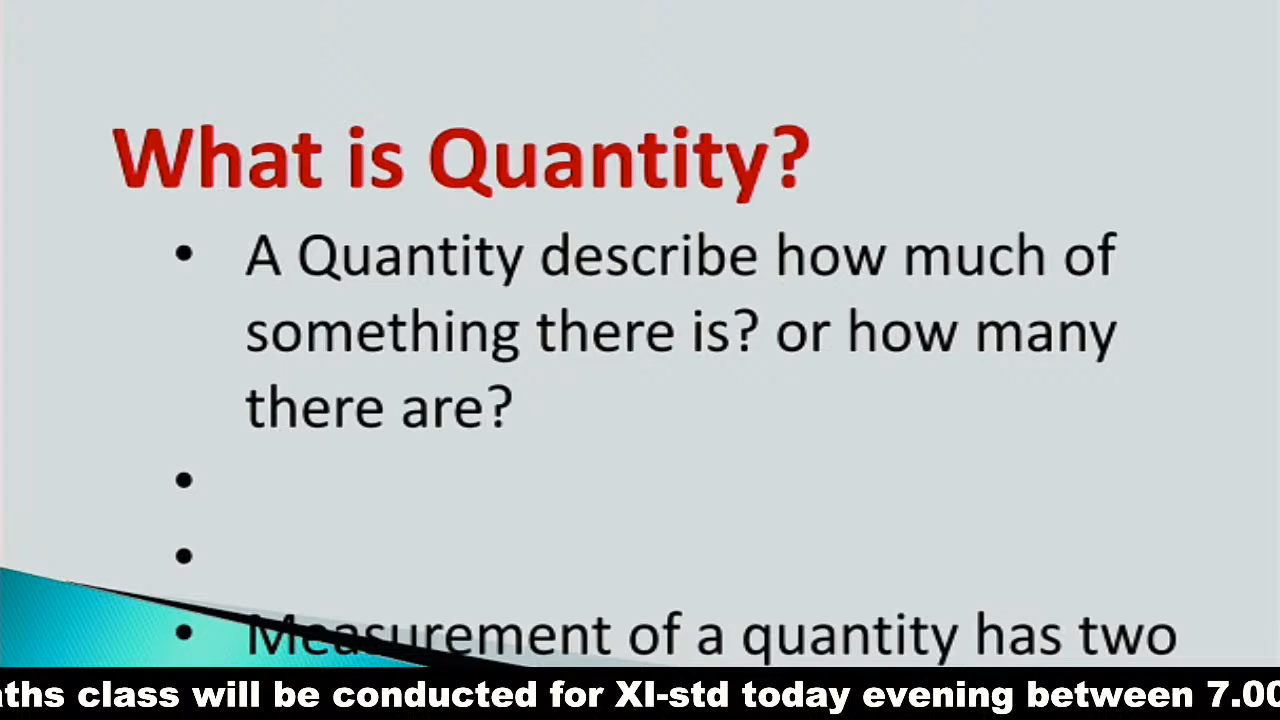 What is Quantity?
• A Quantity describe how much of
something there is? or how many
there are?
•
•
• Measurement of a quantity has two
aths class will be conducted for XI-std today evening between 7.00